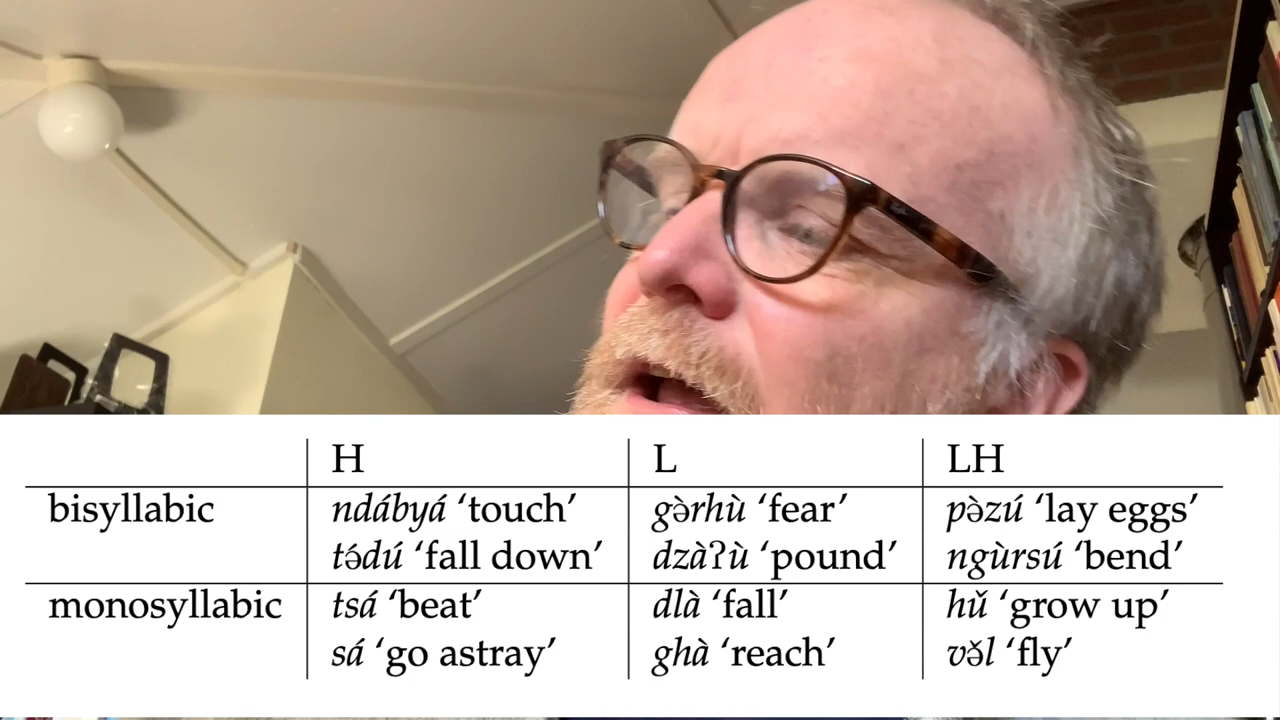 H L LH
bisyllabic ndábyá ‘touch’ gə̀rhù ‘fear’ pə̀zú ‘lay eggs’
tə́dú ‘fall down’ dzàʔù ‘pound’ ngùrsú ‘bend’
monosyllabic tsá ‘beat’ dlà ‘fall’ hǔ ‘grow up’
sá ‘go astray’ ghà ‘reach’ və̌l ‘fly’